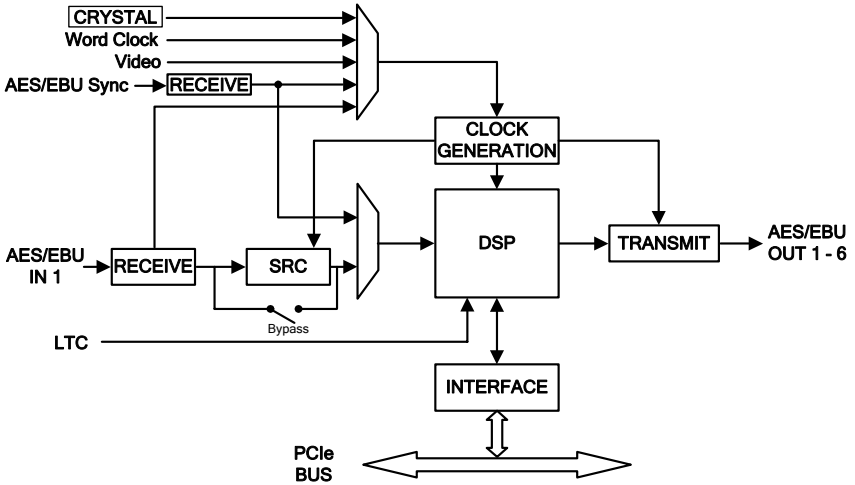 CRYSTAL
Word Clock
Video
AES/EBU Sync
RECEIVE
CLOCK
GENERATION
AES/EBU
IN 1
RECEIVE
SRC
Bypass
DSP
TRANSMIT
AES/EBU
OUT 1 - 6
LTC
INTERFACE
PCIe
BUS